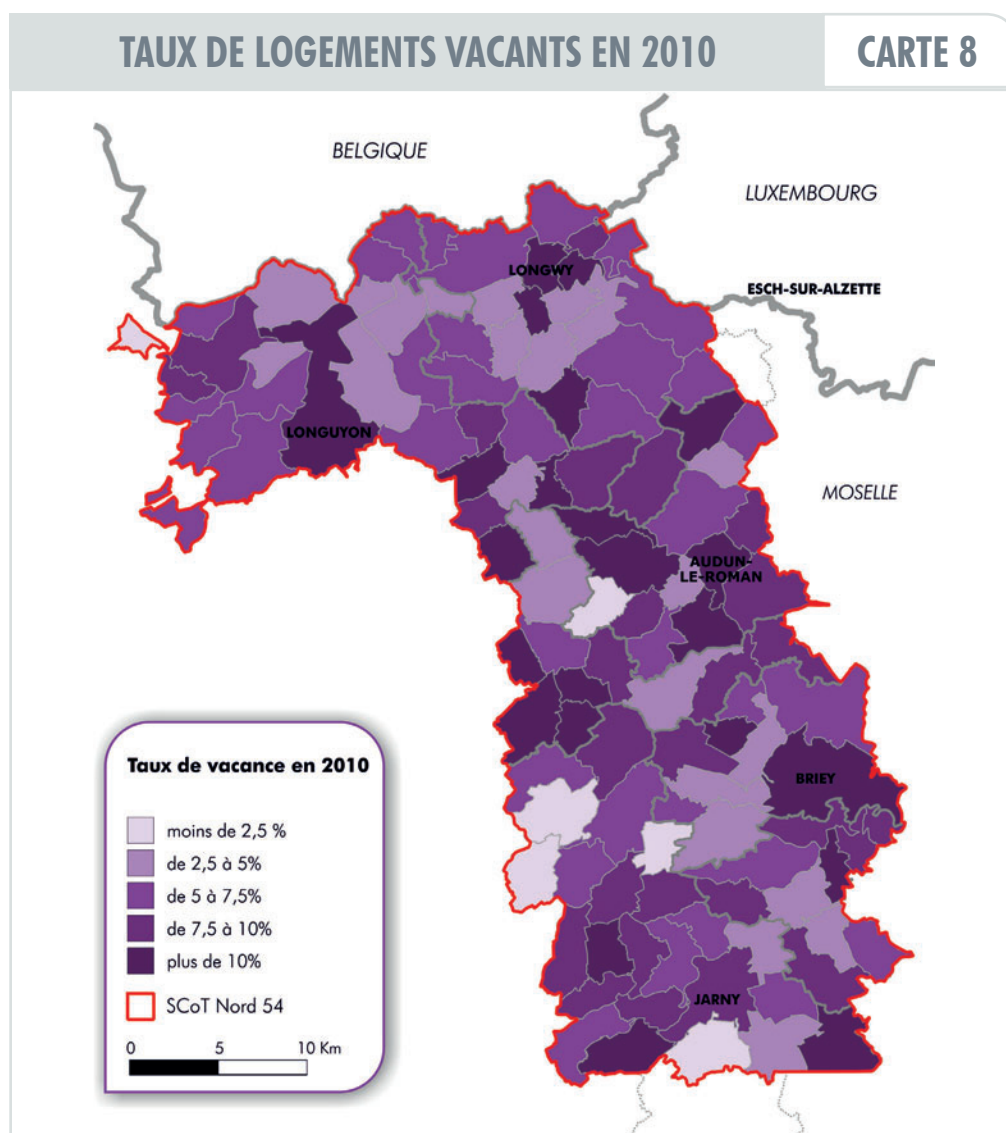 TAUX DE LOGEMENTS VACANTS EN 2010
CARTE 8
BELGIQUE
LUXEMBOURG
LONGWY
ESCH-SUR-ALZETTE
LONGUYON
MOSELLE
AUDUN-
LE-ROMAN
BRIEY
JARNY
Taux de vacance en 2010
moins de 2,5 %
de 2,5 à 5%
de 5 à 7,5%
de 7,5 à 10%
plus de 10%
SCoT Nord 54
0 5 10 Km